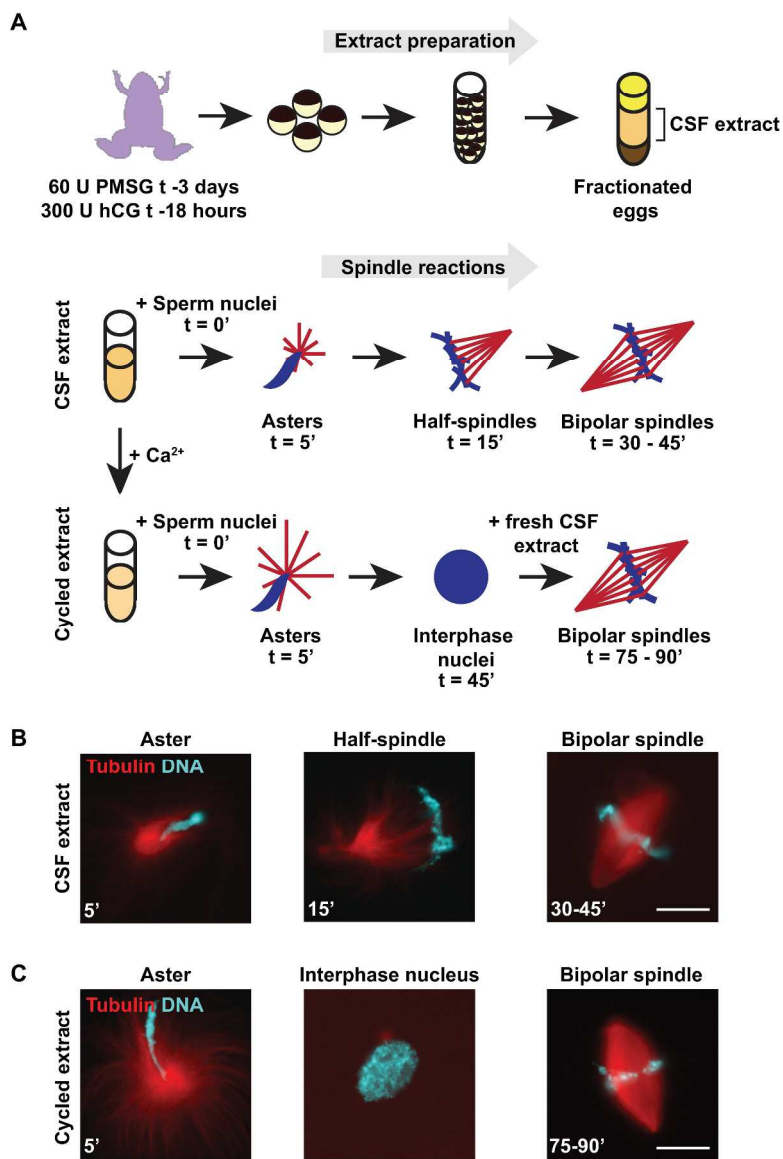 A
Extract preparation
CSF extract
60 U PMSG t -3 days
300 U hCG t -18 hours
Fractionated
eggs
Spindle reactions
CSF extract
+ Sperm nuclei
t = 0’
Asters
t = 5’
Half-spindles
t = 15’
Bipolar spindles
t = 30 - 45’
+ Ca²⁺
Cycled extract
+ Sperm nuclei
t = 0’
+ fresh CSF
extract
Asters
t = 5’
Interphase
nuclei
t = 45’
Bipolar spindles
t = 75 - 90’
B
Aster
Half-spindle
Bipolar spindle
CSF extract
Tubulin DNA
5’
15’
30-45’
C
Aster
Interphase nucleus
Bipolar spindle
Cycled extract
Tubulin DNA
5’
75-90’